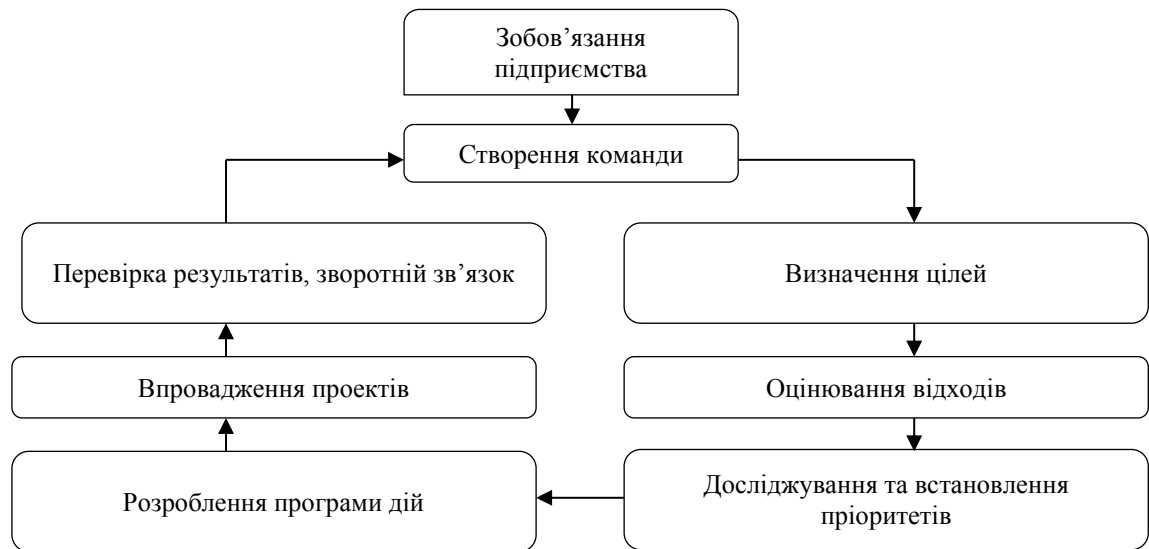 Зобов’язання
підприємства
Створення команди
Перевірка результатів, зворотній зв’язок
Визначення цілей
Впровадження проектів
Оцінювання відходів
Розроблення програми дій
Досліджування та встановлення
пріоритетів